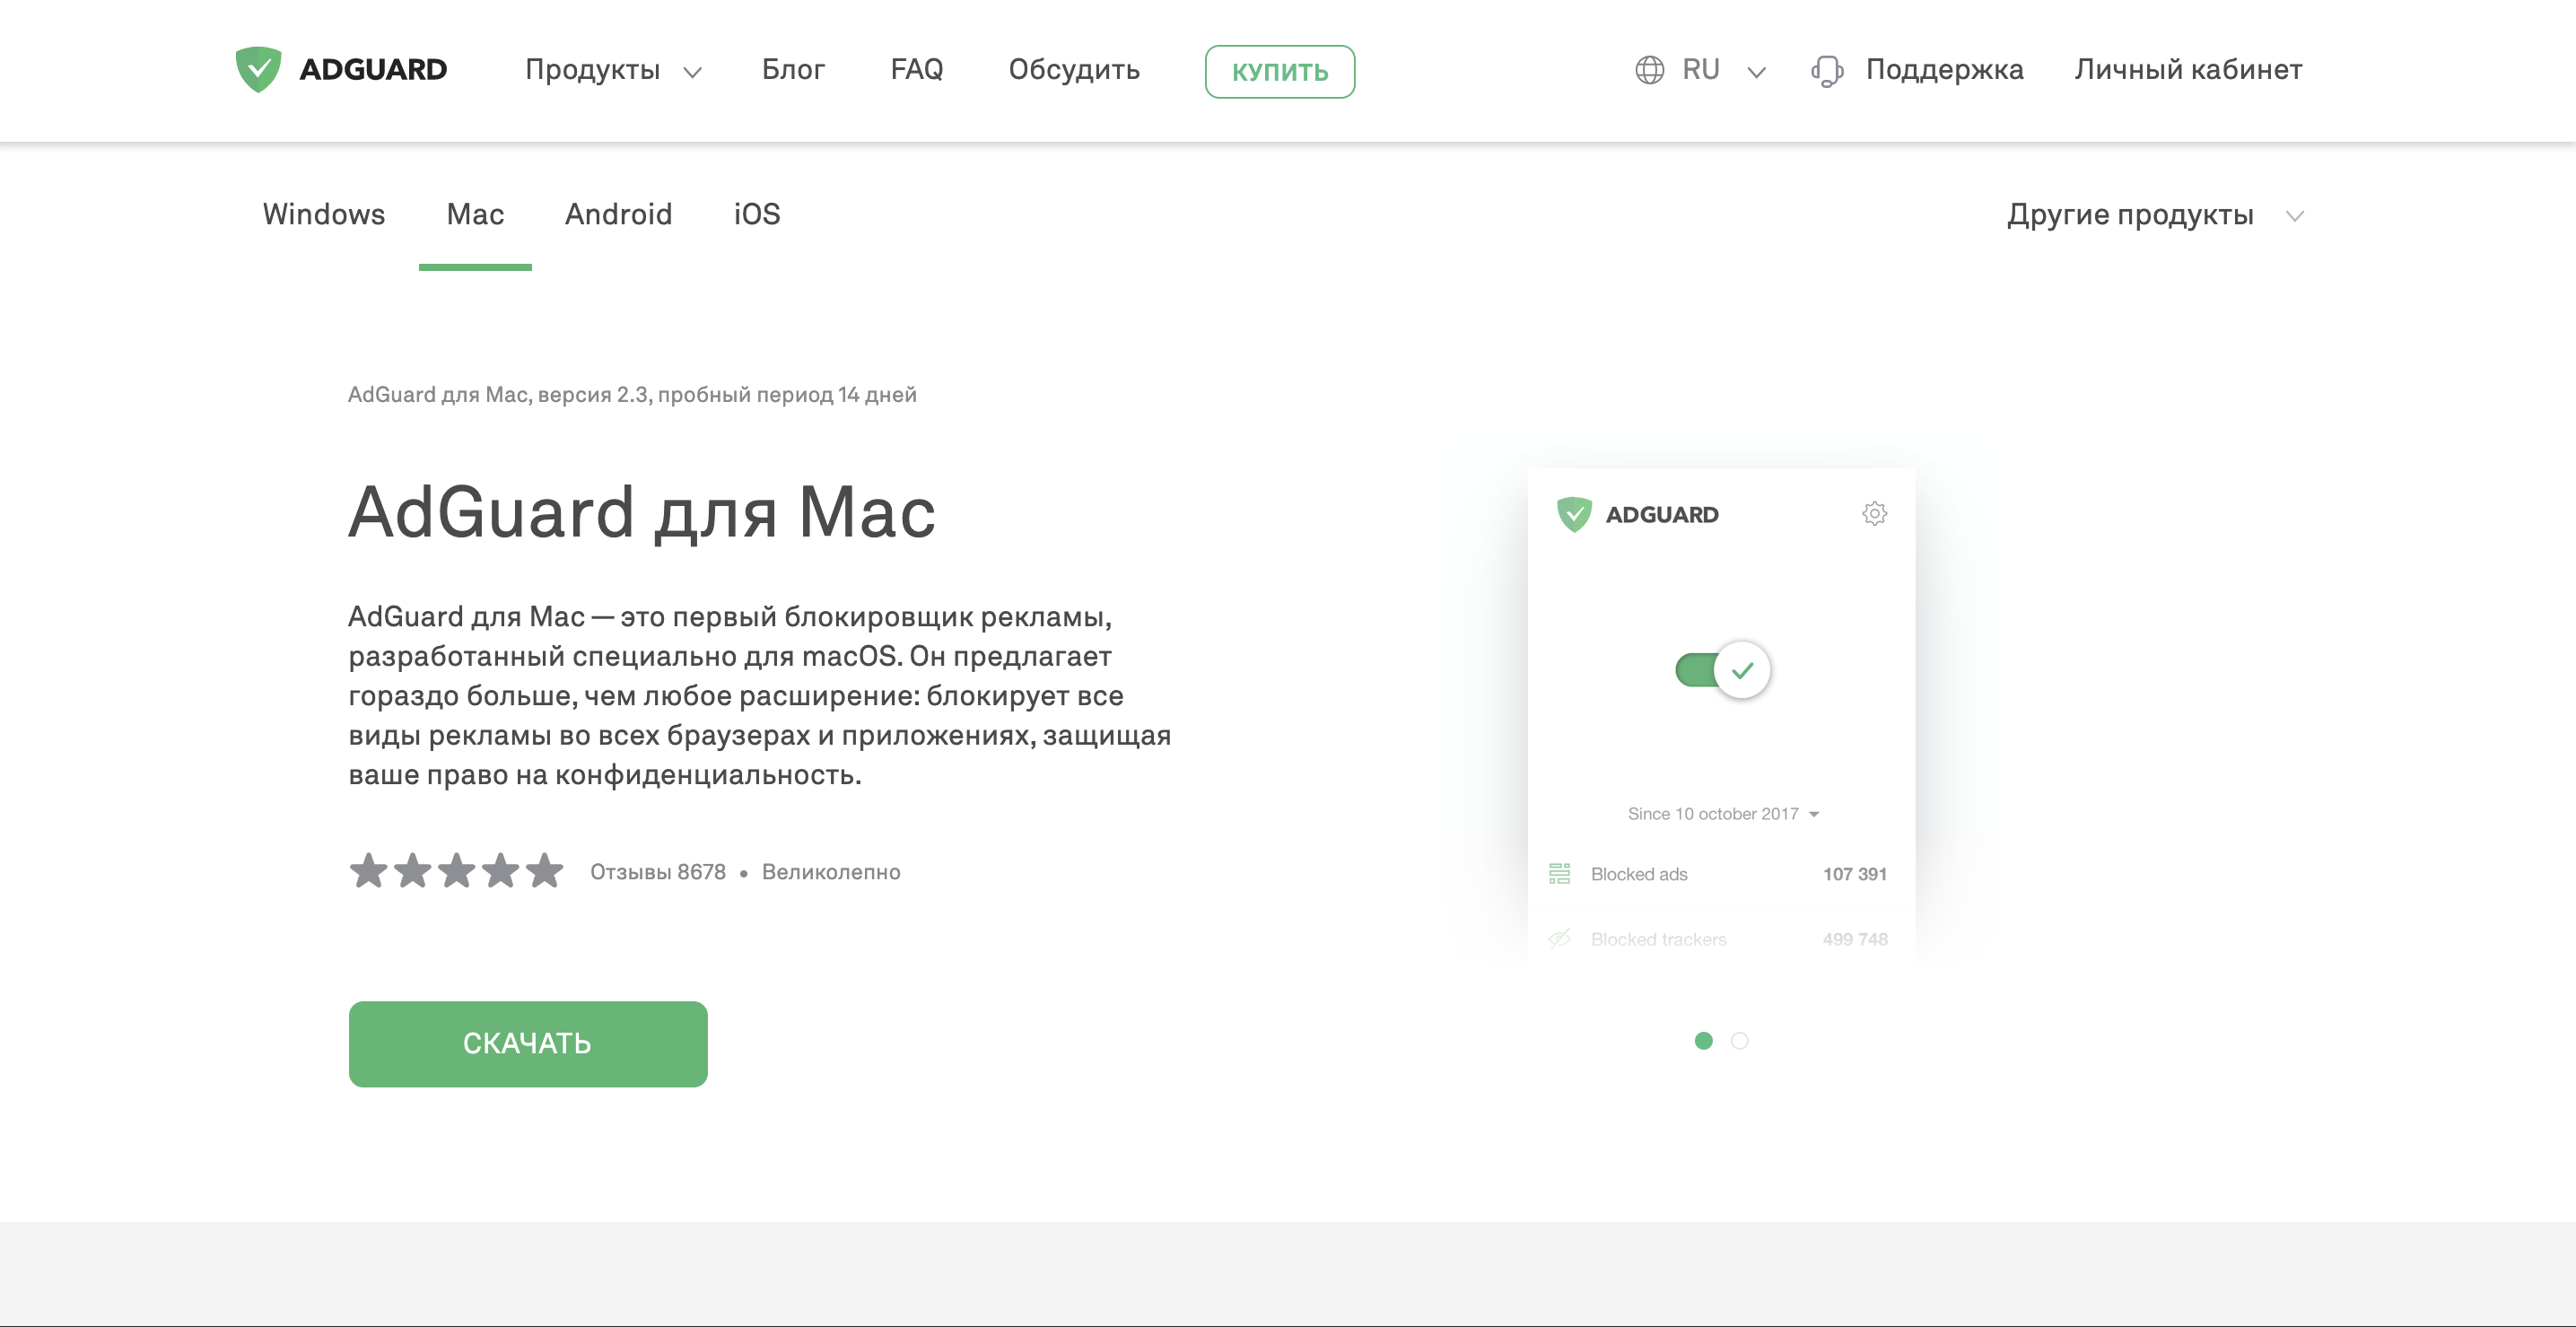 ADGUARD Продукты Блог FAQ Обсудить КУПИТЬ RU Поддержка Личный кабинет
Windows Mac Android iOS Другие продукты
AdGuard для Mac, версия 2.3, пробный период 14 дней
AdGuard для Mac
AdGuard для Mac — это первый блокировщик рекламы,
разработанный специально для macOS. Он предлагает
гораздо больше, чем любое расширение: блокирует все
виды рекламы во всех браузерах и приложениях, защищая
ваше право на конфиденциальность.
Отзывы 8678 • Великолепно
СКАЧАТЬ
ADGUARD
Since 10 october 2017
Blocked ads 107 391
Blocked trackers 499 748